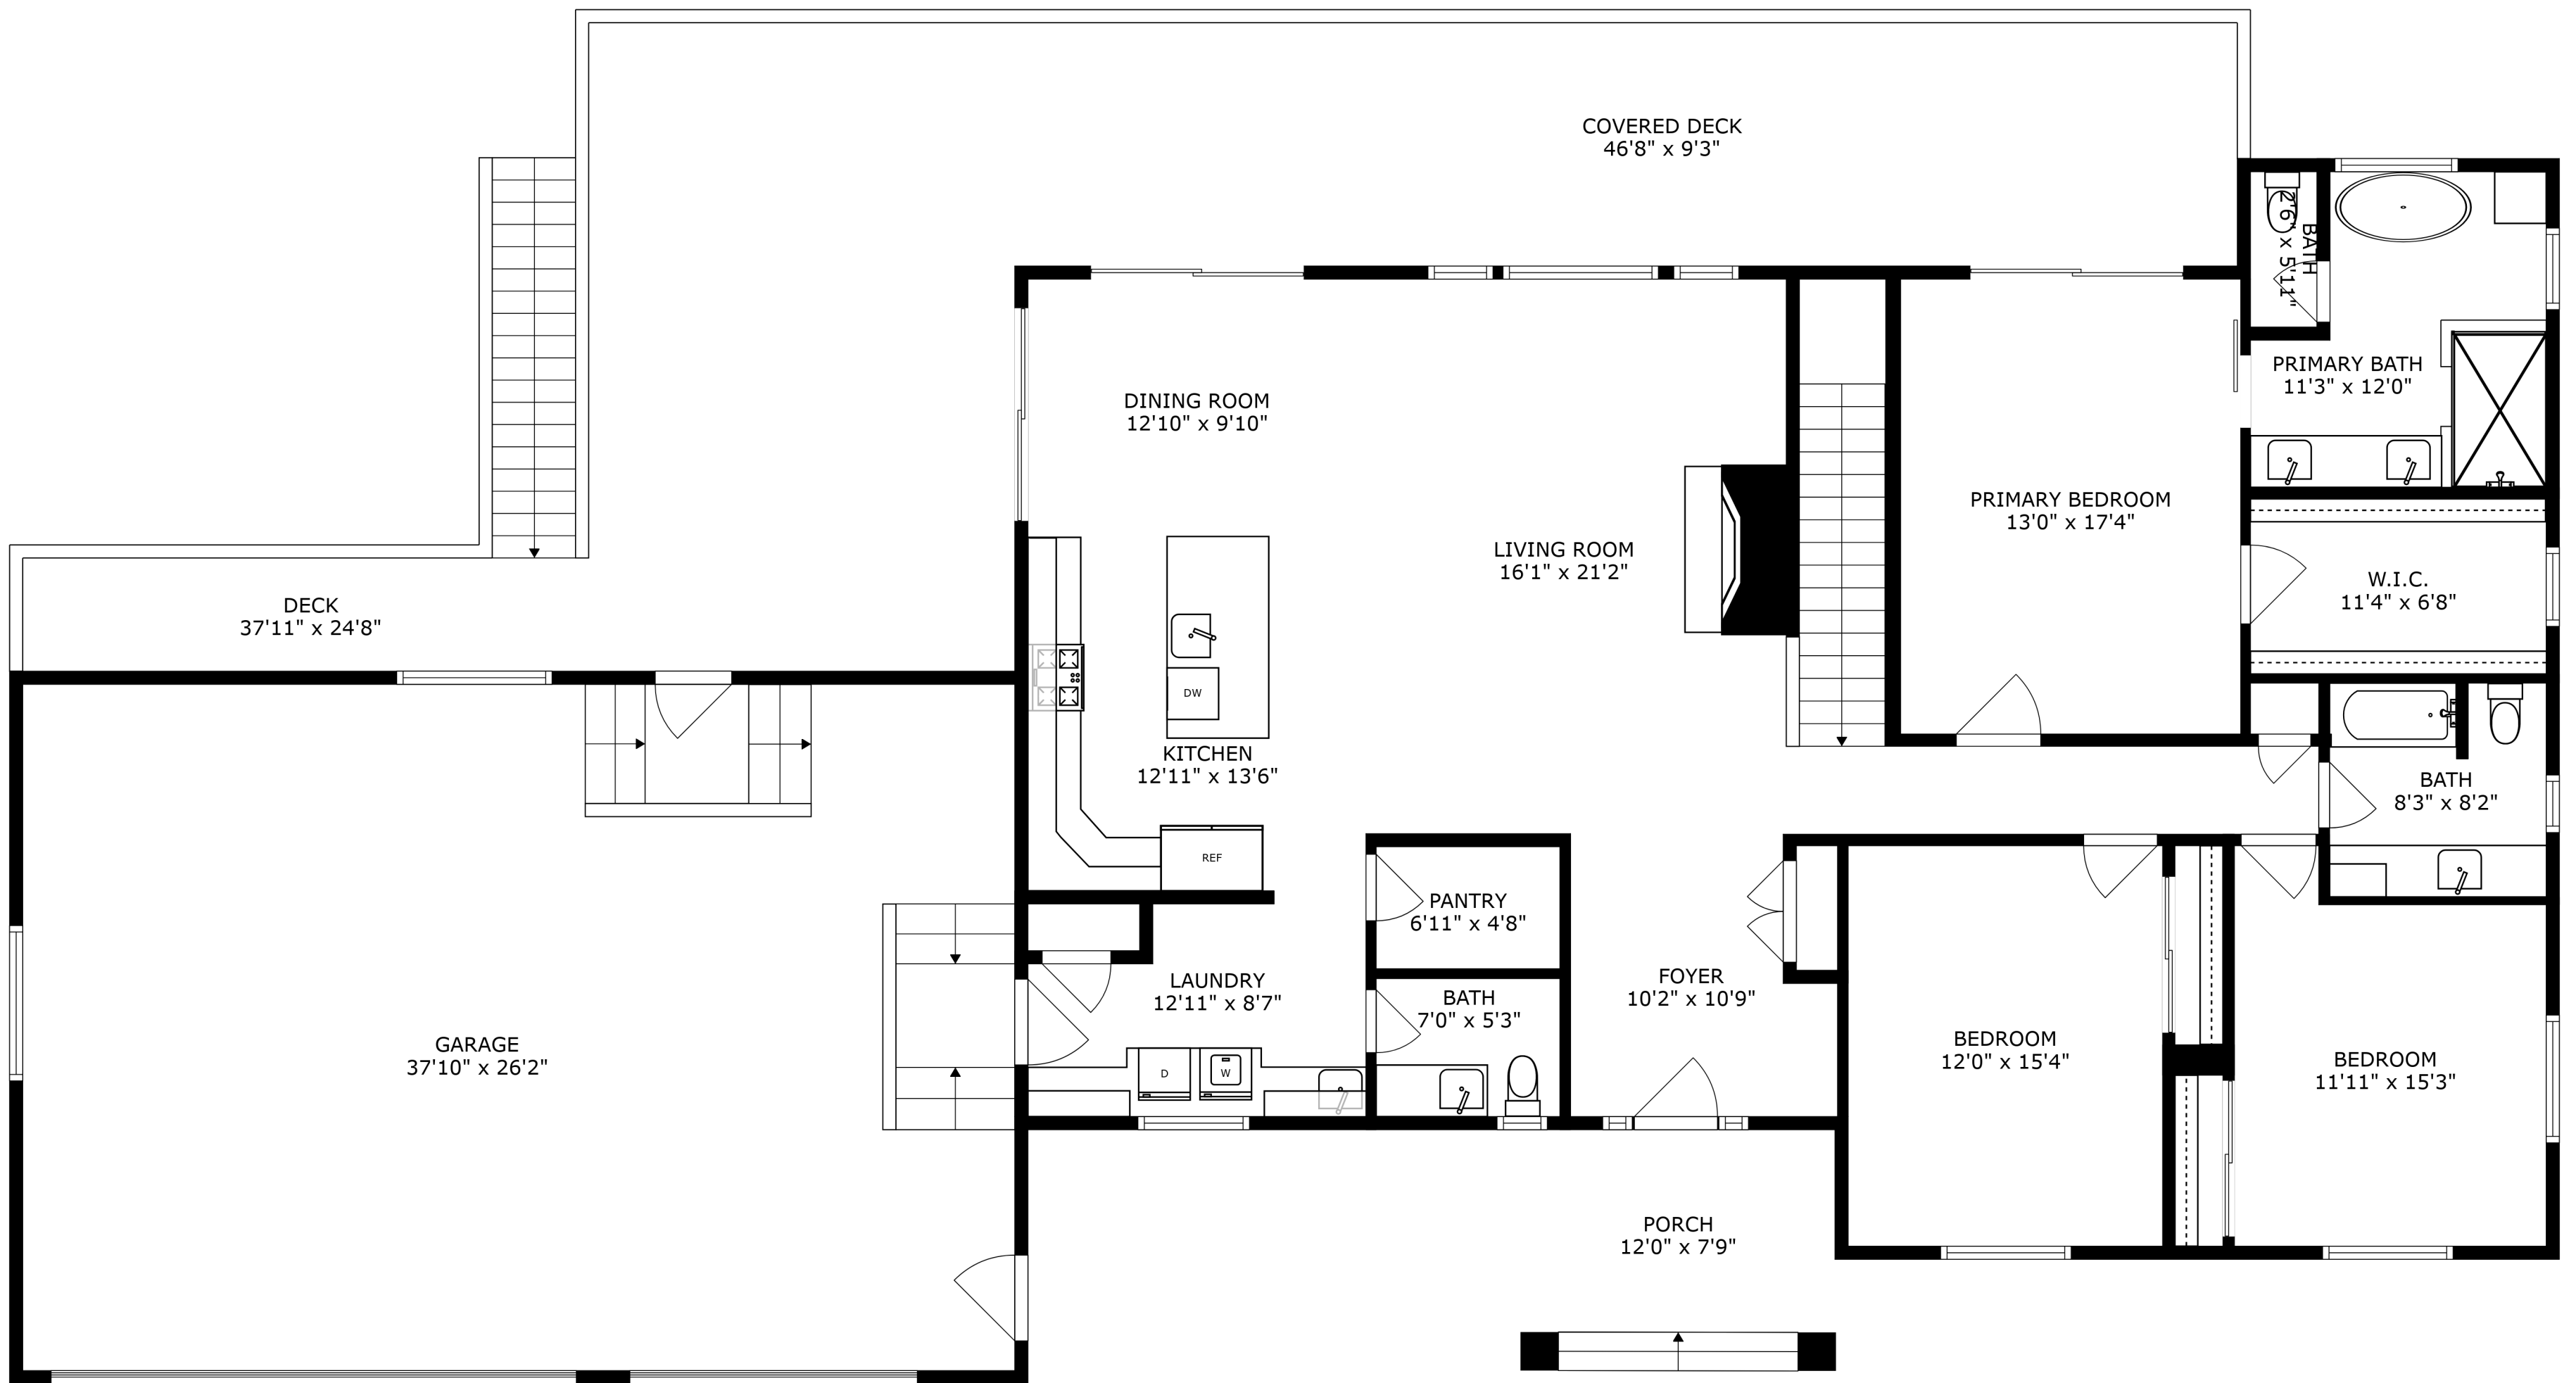 COVERED DECK
46'8" x 9'3"
BATH
2'6" x 5'11"
PRIMARY BATH
11'3" x 12'0"
DINING ROOM
12'10" x 9'10"
PRIMARY BEDROOM
13'0" x 17'4"
LIVING ROOM
16'1" x 21'2"
W.I.C.
11'4" x 6'8"
DECK
37'11" x 24'8"
DW
KITCHEN
12'11" x 13'6"
BATH
8'3" x 8'2"
REF
PANTRY
6'11" x 4'8"
LAUNDRY
12'11" x 8'7"
FOYER
10'2" x 10'9"
BATH
7'0" x 5'3"
GARAGE
37'10" x 26'2"
D
W
BEDROOM
12'0" x 15'4"
BEDROOM
11'11" x 15'3"
PORCH
12'0" x 7'9"